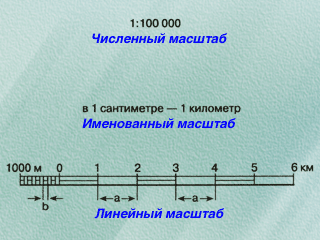 1:100 000
Численный масштаб
в 1 сантиметре — 1 километр
Именованный масштаб
1000 м 0 1 2 3 4 5 6 км
a a
b
Линейный масштаб